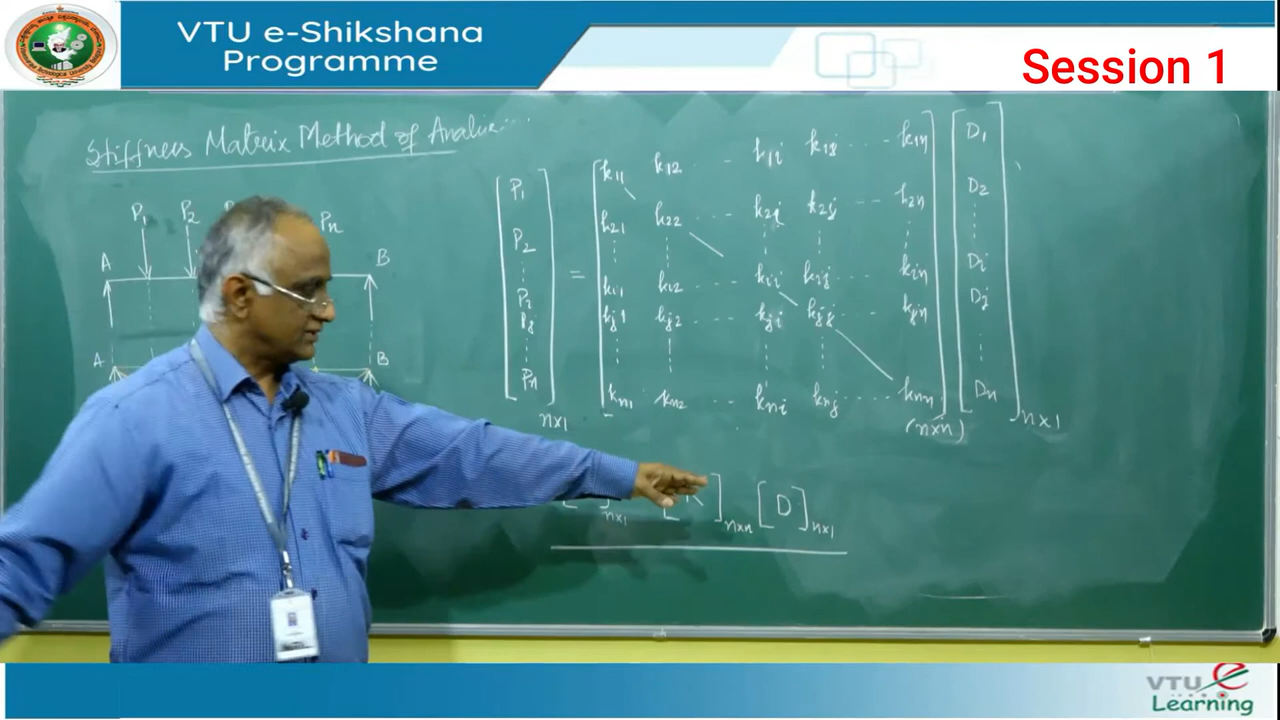 VTU e-Shikshana
Programme
Session 1
Stiffness Matrix Method of
P1 P2 Pn
A B
A B
P1
P2
Pi
Pj
Pn
n×1
=
k11 k12 -- k1i k1j --- k1n
k21 k22 --- k2i k2j --- k2n
ki1 ki2 --- kii kij --- kin
kj1 kj2 --- kji kjj --- kjn
kn1 kn2 -- kni knj ---- knn
(n×n)
D1
D2
Di
Dj
Dn
n×1
[ ]n×1 [K]n×n [D]n×1
VTU e
Learning